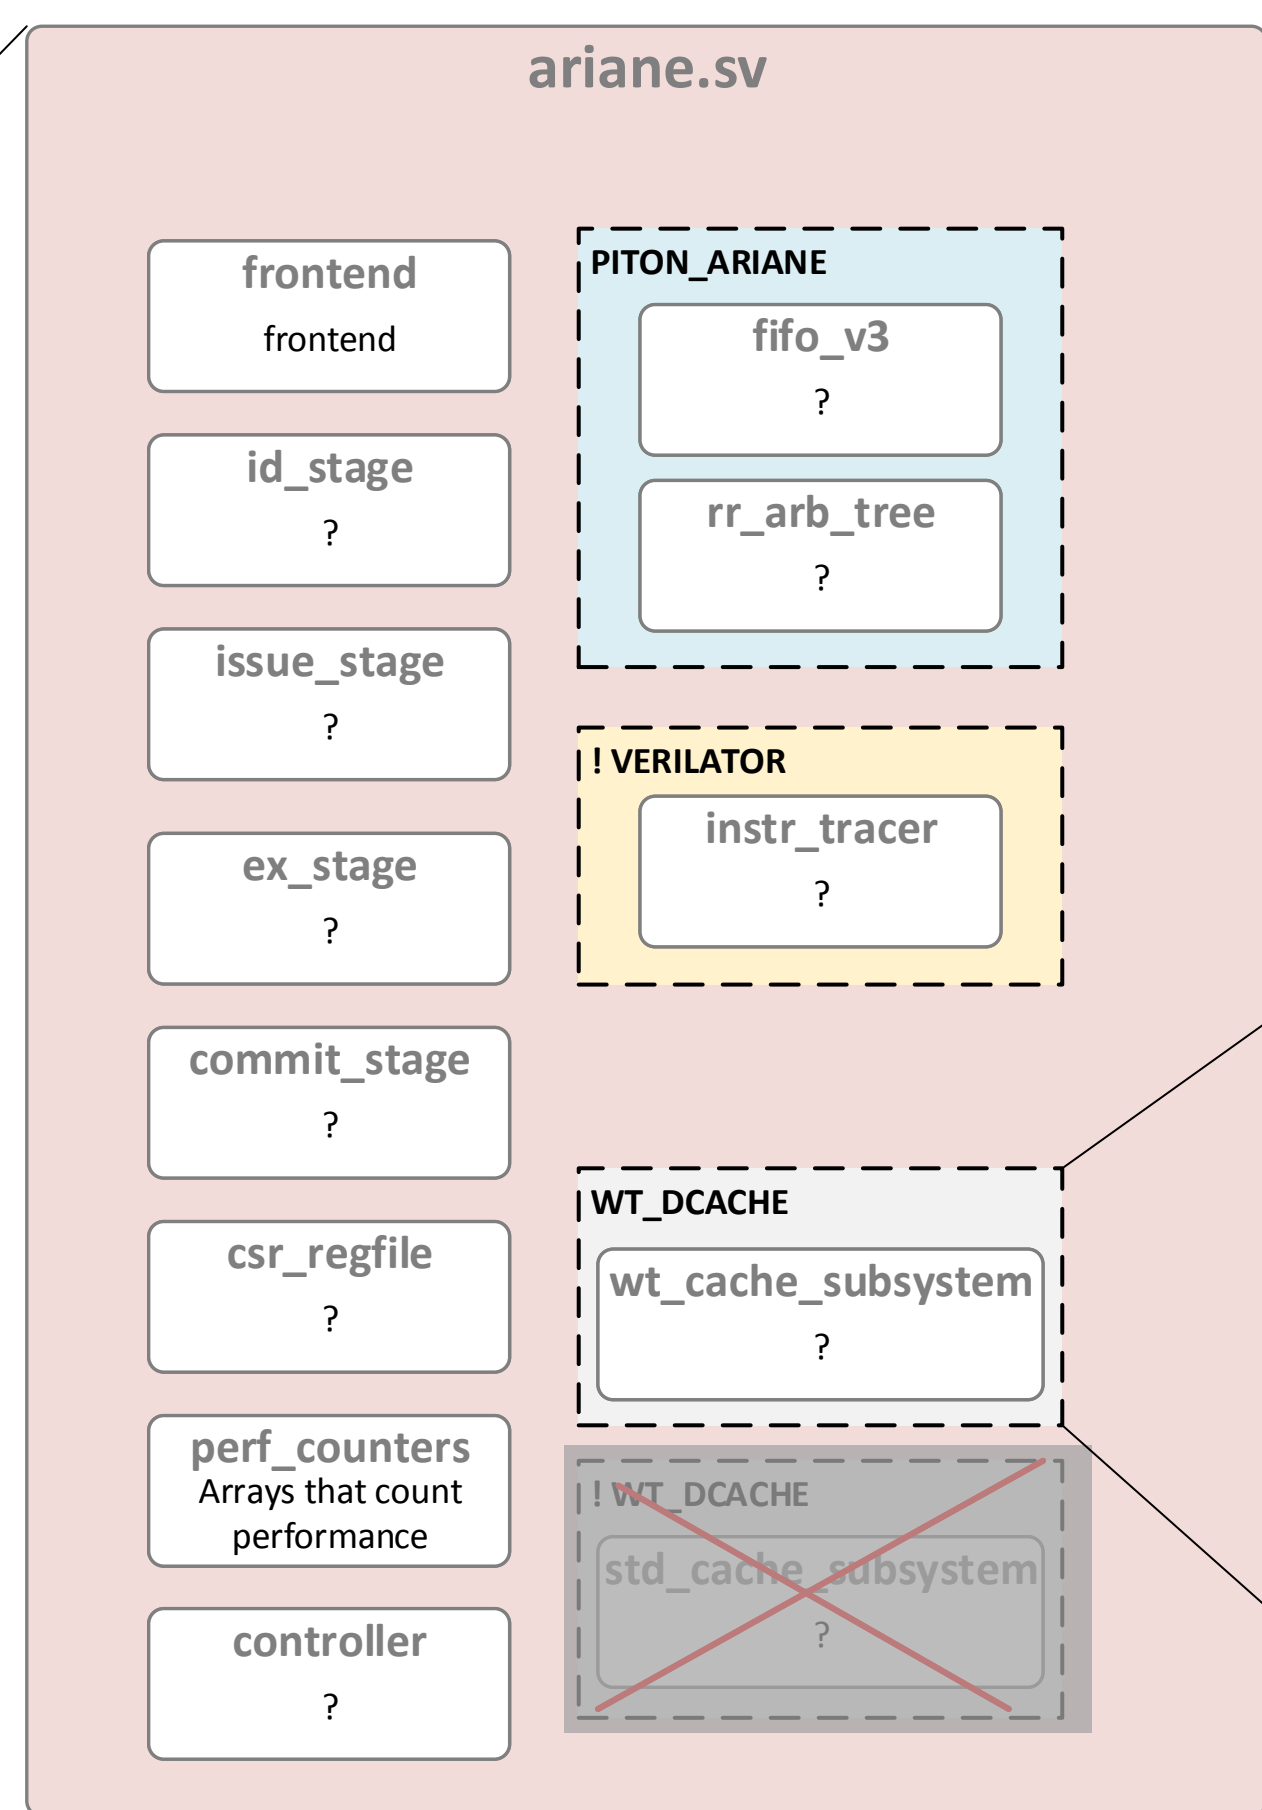 ariane.sv
frontend
frontend
id_stage
?
issue_stage
?
ex_stage
?
commit_stage
?
csr_regfile
?
perf_counters
Arrays that count
performance
controller
?
PITON_ARIANE
fifo_v3
?
rr_arb_tree
?
! VERILATOR
instr_tracer
?
WT_DCACHE
wt_cache_subsystem
?
! WT_DCACHE
std_cache_subsystem
?